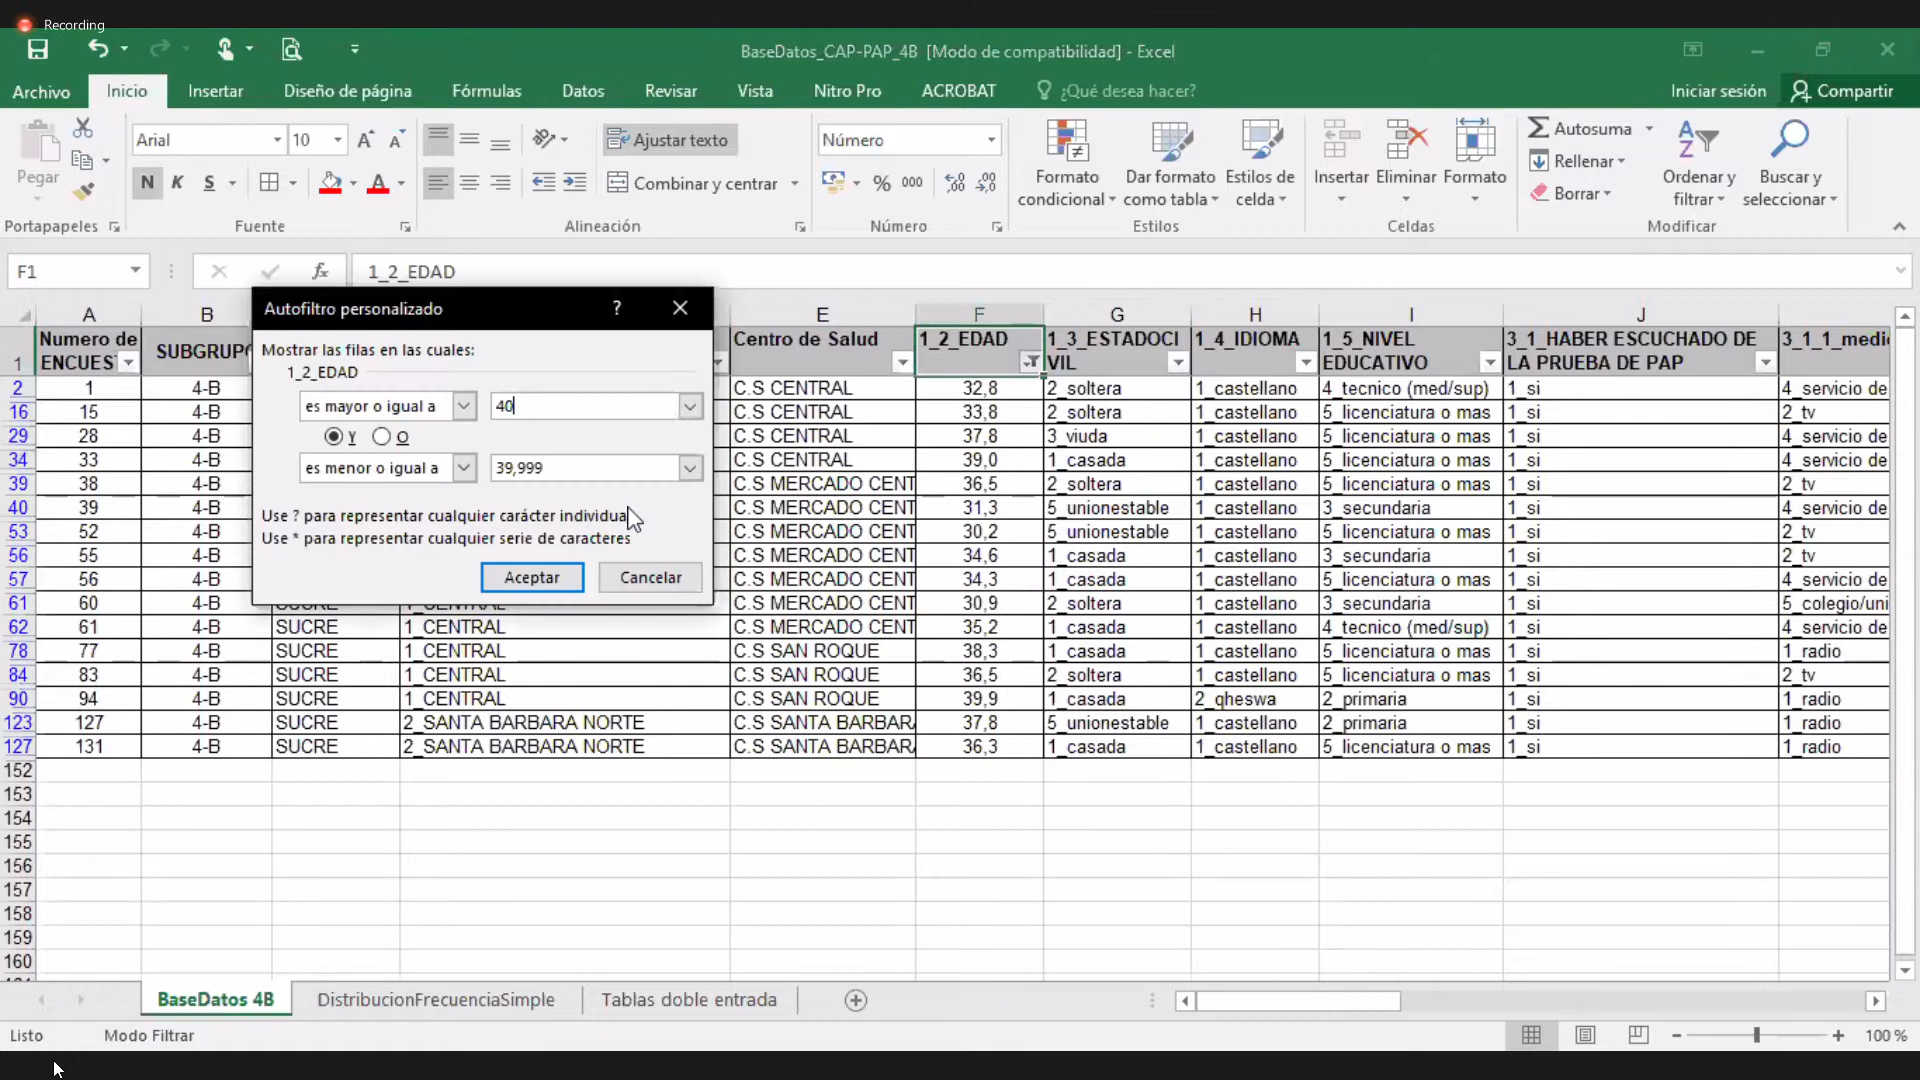 Recording
BaseDatos_CAP-PAP_4B [Modo de compatibilidad] - Excel
Archivo Inicio Insertar Diseño de página Fórmulas Datos Revisar Vista Nitro Pro ACROBAT ¿Qué desea hacer? Iniciar sesión Compartir
Pegar
Arial 10
N K S
Ajustar texto
Combinar y centrar
Número
% 000
Formato condicional
Dar formato como tabla
Estilos de celda
Insertar Eliminar Formato
Autosuma
Rellenar
Borrar
Ordenar y filtrar
Buscar y seleccionar
Portapapeles Fuente Alineación Número Estilos Celdas Modificar
F1 fx 1_2_EDAD
Autofiltro personalizado ? ×
Mostrar las filas en las cuales:
1_2_EDAD
es mayor o igual a 40
Y O
es menor o igual a 39,999
Use ? para representar cualquier carácter individua
Use * para representar cualquier serie de caracteres
Aceptar Cancelar
A B E F G H I J
1 Numero de ENCUES SUBGRUPO Centro de Salud 1_2_EDAD 1_3_ESTADOCIVIL 1_4_IDIOMA 1_5_NIVEL EDUCATIVO 3_1_HABER ESCUCHADO DE LA PRUEBA DE PAP 3_1_1_medi
2 1 4-B C.S CENTRAL 32,8 2_soltera 1_castellano 4_tecnico (med/sup) 1_si 4_servicio de
16 15 4-B C.S CENTRAL 33,8 2_soltera 1_castellano 5_licenciatura o mas 1_si 2_tv
29 28 4-B C.S CENTRAL 37,8 3_viuda 1_castellano 5_licenciatura o mas 1_si 4_servicio de
34 33 4-B C.S CENTRAL 39,0 1_casada 1_castellano 5_licenciatura o mas 1_si 4_servicio de
39 38 4-B C.S MERCADO CENT 36,5 2_soltera 1_castellano 5_licenciatura o mas 1_si 2_tv
40 39 4-B C.S MERCADO CENT 31,3 5_unionestable 1_castellano 3_secundaria 1_si 4_servicio de
53 52 4-B C.S MERCADO CENT 30,2 5_unionestable 1_castellano 5_licenciatura o mas 1_si 2_tv
56 55 4-B C.S MERCADO CENT 34,6 1_casada 1_castellano 3_secundaria 1_si 2_tv
57 56 4-B C.S MERCADO CENT 34,3 1_casada 1_castellano 5_licenciatura o mas 1_si 4_servicio de
61 60 4-B SUCRE 1_CENTRAL C.S MERCADO CENT 30,9 2_soltera 1_castellano 3_secundaria 1_si 5_colegio/uni
62 61 4-B SUCRE 1_CENTRAL C.S MERCADO CENT 35,2 1_casada 1_castellano 4_tecnico (med/sup) 1_si 4_servicio de
78 77 4-B SUCRE 1_CENTRAL C.S SAN ROQUE 38,3 1_casada 1_castellano 5_licenciatura o mas 1_si 1_radio
84 83 4-B SUCRE 1_CENTRAL C.S SAN ROQUE 36,5 2_soltera 1_castellano 5_licenciatura o mas 1_si 2_tv
90 94 4-B SUCRE 1_CENTRAL C.S SAN ROQUE 39,9 1_casada 2_qheswa 2_primaria 1_si 1_radio
123 127 4-B SUCRE 2_SANTA BARBARA NORTE C.S SANTA BARBARA 37,8 5_unionestable 1_castellano 2_primaria 1_si 1_radio
127 131 4-B SUCRE 2_SANTA BARBARA NORTE C.S SANTA BARBARA 36,3 1_casada 1_castellano 5_licenciatura o mas 1_si 1_radio
152
153
154
155
156
157
158
159
160
BaseDatos 4B DistribucionFrecuenciaSimple Tablas doble entrada
Listo Modo Filtrar 100 %